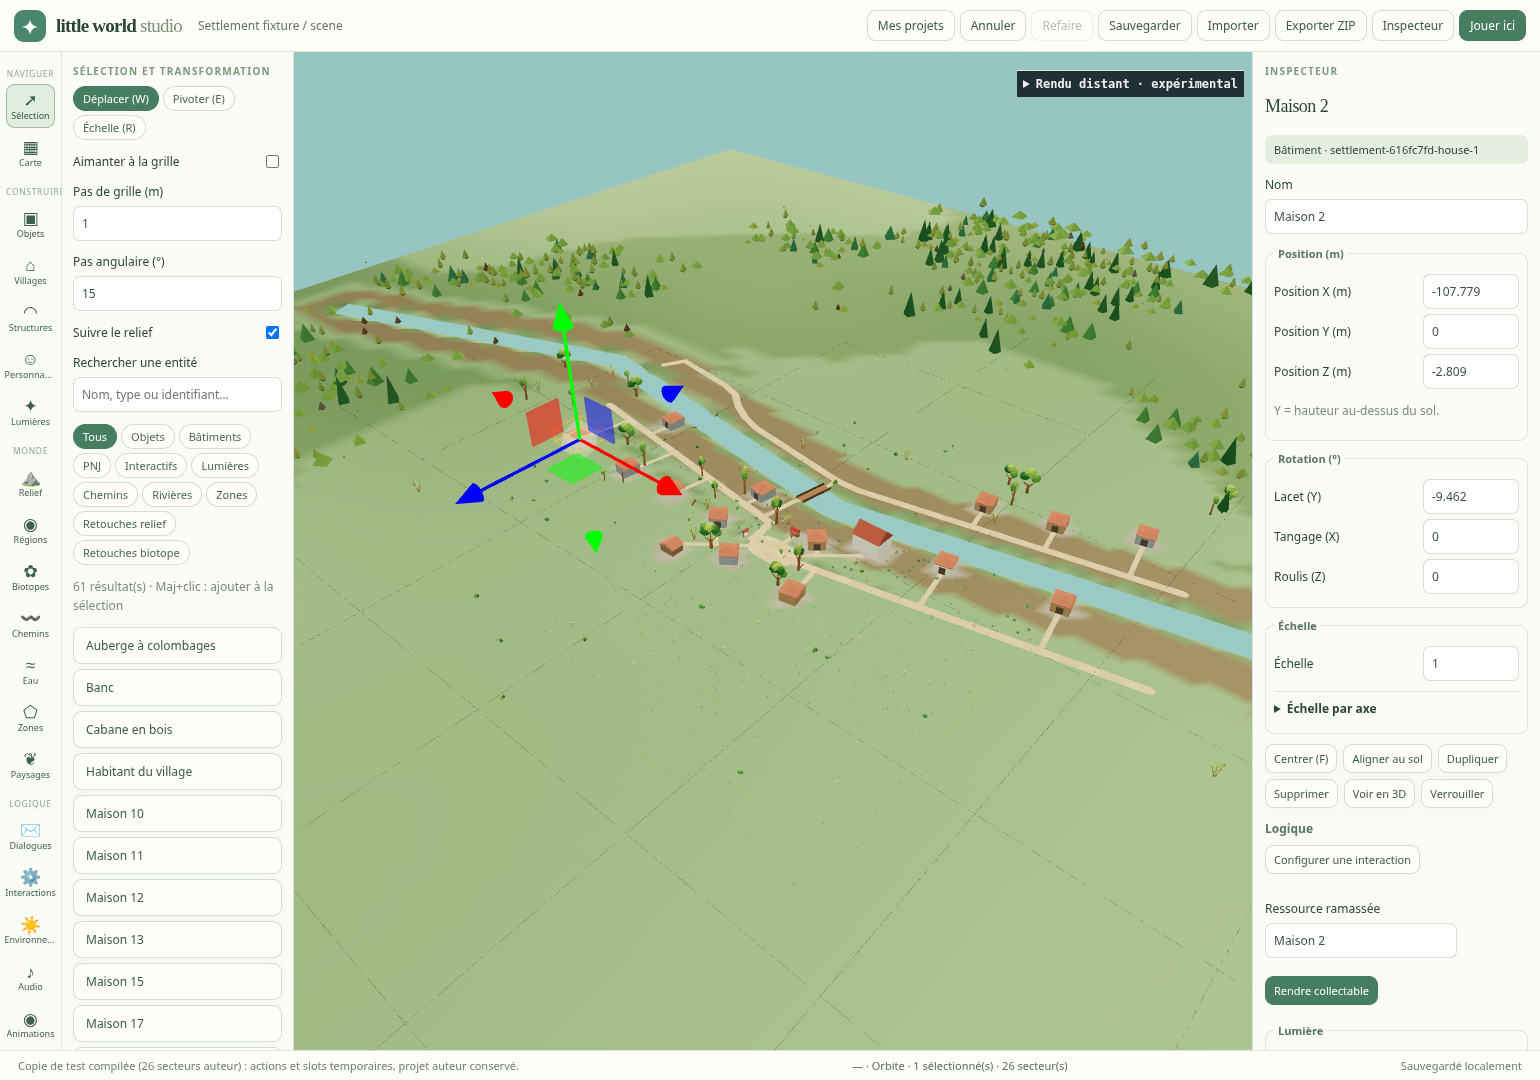 little world studio
Settlement fixture / scene
Mes projets
Annuler
Refaire
Sauvegarder
Importer
Exporter ZIP
Inspecteur
Jouer ici
NAVIGUER
Sélection
Carte
CONSTRUIR
Objets
Villages
Structures
Personna...
Lumières
MONDE
Relief
Régions
Biotopes
Chemins
Eau
Zones
Paysages
LOGIQUE
Dialogues
Interactions
Environne...
Audio
Animations
SÉLECTION ET TRANSFORMATION
Déplacer (W)
Pivoter (E)
Échelle (R)
Aimanter à la grille
Pas de grille (m)
1
Pas angulaire (°)
15
Suivre le relief
Rechercher une entité
Nom, type ou identifiant...
Tous
Objets
Bâtiments
PNJ
Interactifs
Lumières
Chemins
Rivières
Zones
Retouches relief
Retouches biotope
61 résultat(s) · Maj+clic : ajouter à la
sélection
Auberge à colombages
Banc
Cabane en bois
Habitant du village
Maison 10
Maison 11
Maison 12
Maison 13
Maison 15
Maison 17
Rendu distant · expérimental
INSPECTEUR
Maison 2
Bâtiment · settlement-616fc7fd-house-1
Nom
Maison 2
Position (m)
Position X (m)
-107.779
Position Y (m)
0
Position Z (m)
-2.809
Y = hauteur au-dessus du sol.
Rotation (°)
Lacet (Y)
-9.462
Tangage (X)
0
Roulis (Z)
0
Échelle
Échelle
1
Échelle par axe
Centrer (F)
Aligner au sol
Dupliquer
Supprimer
Voir en 3D
Verrouiller
Logique
Configurer une interaction
Ressource ramassée
Maison 2
Rendre collectable
Lumière
Copie de test compilée (26 secteurs auteur) : actions et slots temporaires, projet auteur conservé.
— · Orbite · 1 sélectionné(s) · 26 secteur(s)
Sauvegardé localement